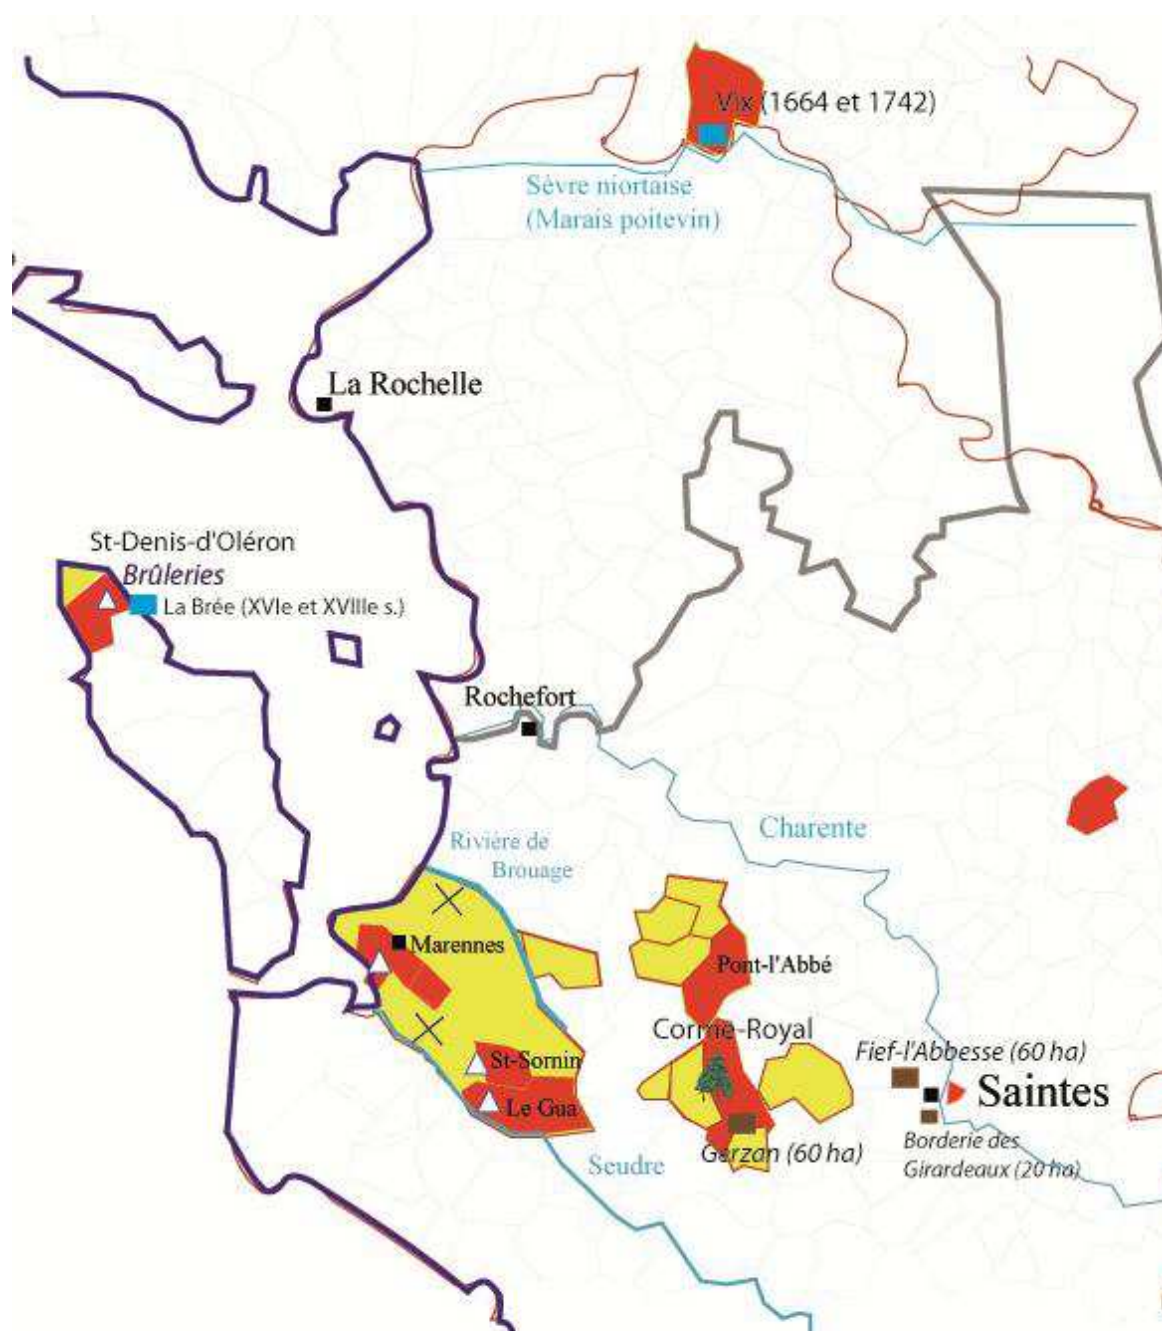 Vix (1664 et 1742)
Sèvre niortaise
(Marais poitevin)
La Rochelle
St-Denis-d'Oléron
Brûleries
La Brée (XVIe et XVIIIe s.)
Rochefort
Charente
Rivière de
Brouage
Marennes
Pont-l'Abbé
Corme-Royal
Fief-l'Abbesse (60 ha)
St-Sornin
Saintes
Le Gua
Gerzan (60 ha)
Borderie des
Girardeaux (20 ha)
Seudre